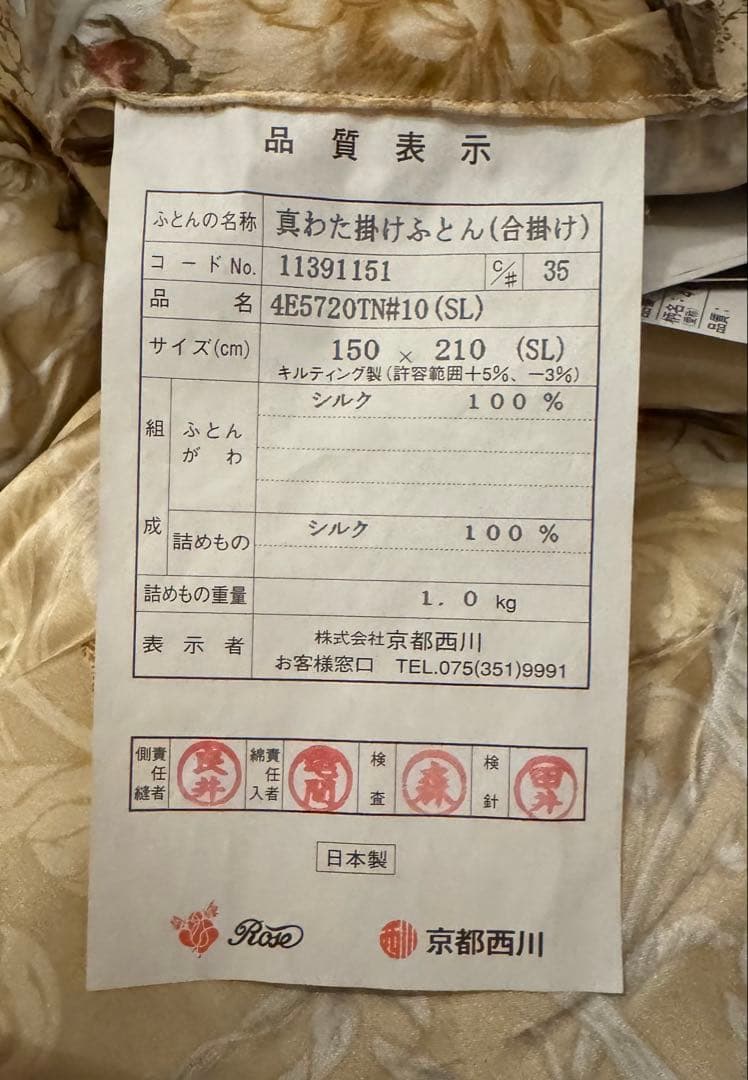 品質表示
ふとんの名称 真わた掛けふとん(合掛け)
コードNo. 11391151 C/# 35
品名 4E5720TN#10(SL)
サイズ(cm) 150 × 210 (SL)
キルティング製(許容範囲+5%、-3%)
組成 ふとんがわ シルク 100%
詰めもの シルク 100%
詰めもの重量 1.0 kg
表示者 株式会社京都西川
お客様窓口 TEL.075(351)9991
側責任縫者 綿責任入者 検査 森 検針
日本製
Rose 西川 京都西川
品質